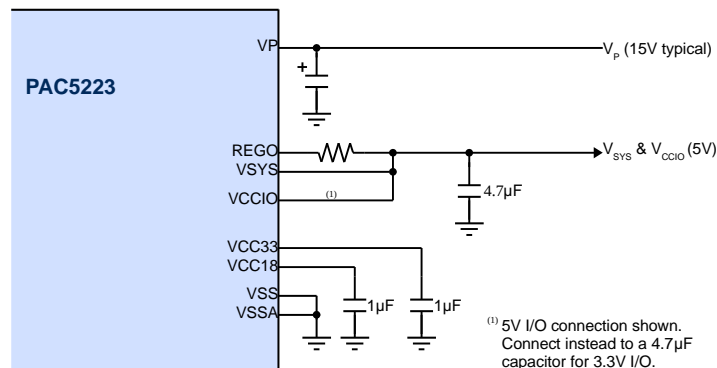 VP
V_P (15V typical)
+
PAC5223
REGO
V_SYS & V_CCIO (5V)
VSYS
VCCIO
(1)
4.7µF
VCC33
VCC18
VSS
VSSA
1µF
1µF
(1) 5V I/O connection shown.
Connect instead to a 4.7µF
capacitor for 3.3V I/O.